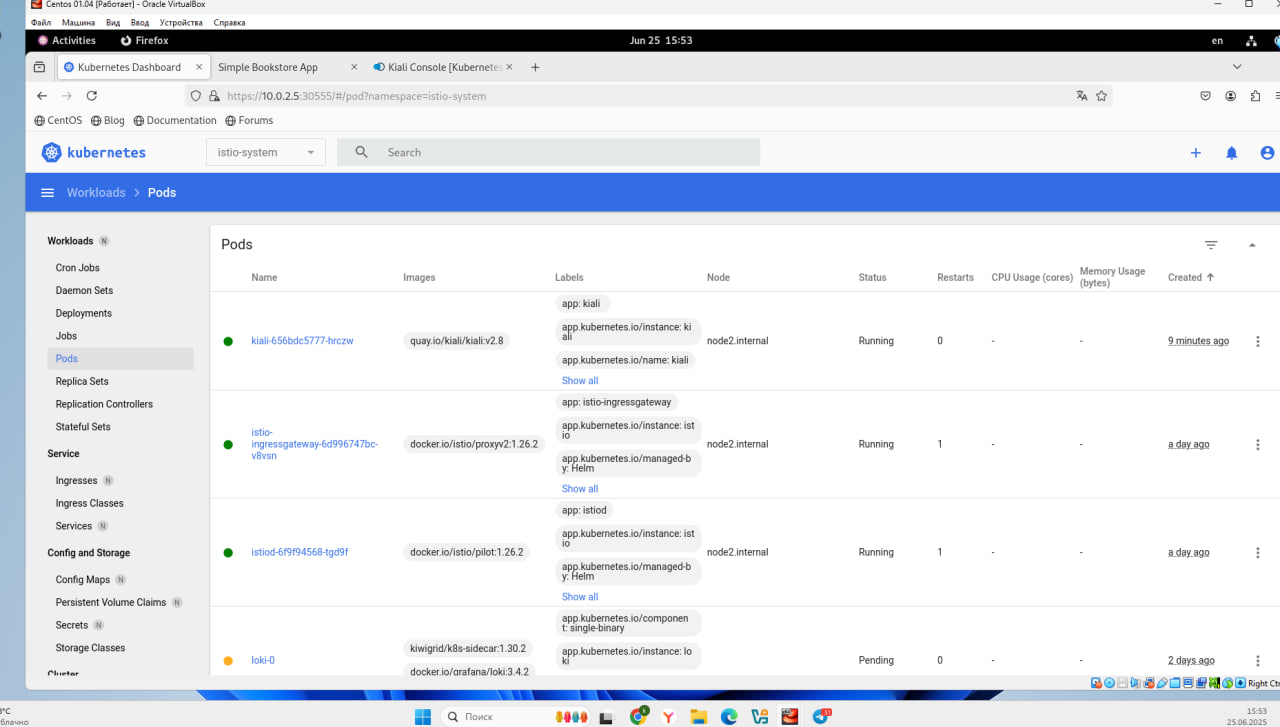 Centos 01.04 [Работает] - Oracle VirtualBox
Файл Машина Вид Ввод Устройства Справка
Activities Firefox Jun 25 15:53 en
Kubernetes Dashboard Simple Bookstore App Kiali Console [Kubernetes
https://10.0.2.5:30555/#/pod?namespace=istio-system
CentOS Blog Documentation Forums
kubernetes istio-system Search
Workloads > Pods
Workloads N
Cron Jobs
Daemon Sets
Deployments
Jobs
Pods
Replica Sets
Replication Controllers
Stateful Sets
Service
Ingresses N
Ingress Classes
Services N
Config and Storage
Config Maps N
Persistent Volume Claims N
Secrets N
Storage Classes
Cluster
Pods
Name Images Labels Node Status Restarts CPU Usage (cores) Memory Usage (bytes) Created
app: kiali
app.kubernetes.io/instance: ki
ali
kiali-656bdc5777-hrczw quay.io/kiali/kiali:v2.8 node2.internal Running 0 - - 9 minutes ago
app.kubernetes.io/name: kiali
Show all
app: istio-ingressgateway
app.kubernetes.io/instance: ist
io
istio-
ingressgateway-6d996747bc-
v8vsn
docker.io/istio/proxyv2:1.26.2 node2.internal Running 1 - - a day ago
app.kubernetes.io/managed-b
y: Helm
Show all
app: istiod
app.kubernetes.io/instance: ist
io
istiod-6f9f94568-tgd9f docker.io/istio/pilot:1.26.2 node2.internal Running 1 - - a day ago
app.kubernetes.io/managed-b
y: Helm
Show all
app.kubernetes.io/componen
t: single-binary
kiwigrid/k8s-sidecar:1.30.2
app.kubernetes.io/instance: lo
ki
loki-0 Pending 0 - - 2 days ago
docker.io/grafana/loki:3.4.2
Right Ctr
°C
Поиск
51
15:53
25.06.2025